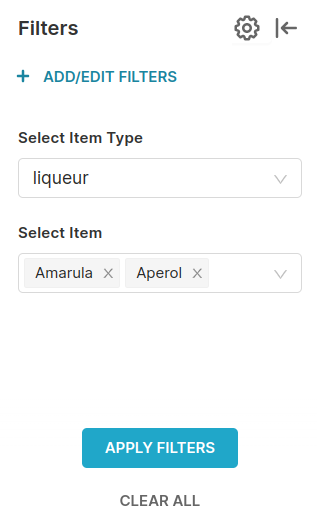 Filters
+ ADD/EDIT FILTERS
Select Item Type
liqueur
Select Item
Amarula Aperol
APPLY FILTERS
CLEAR ALL